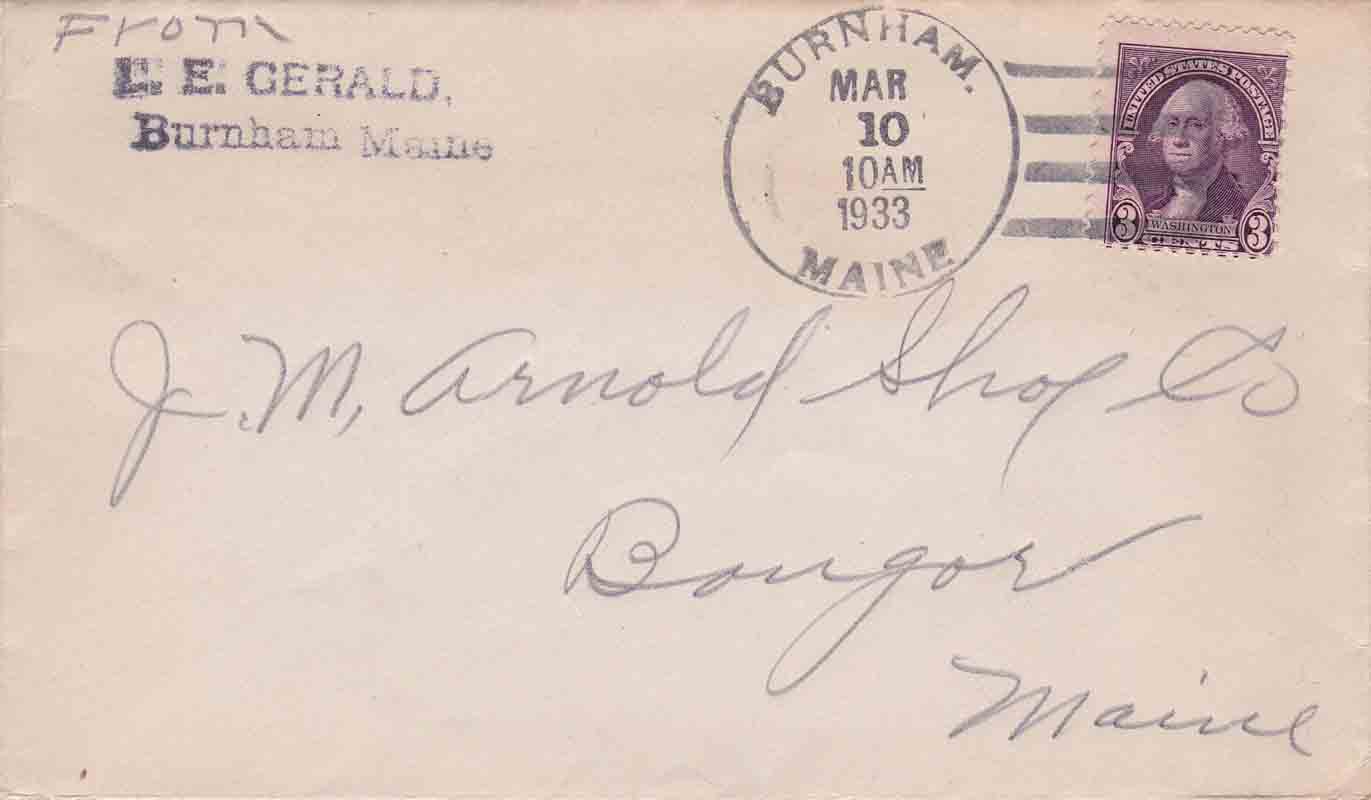 From
L. E. GERALD.
Burnham Maine
BURNHAM.
MAR
10
10AM
1933
MAINE
UNITED STATES POSTAGE
3 WASHINGTON 3
CENTS
J. M. Arnold Shoe Co
Bangor
Maine